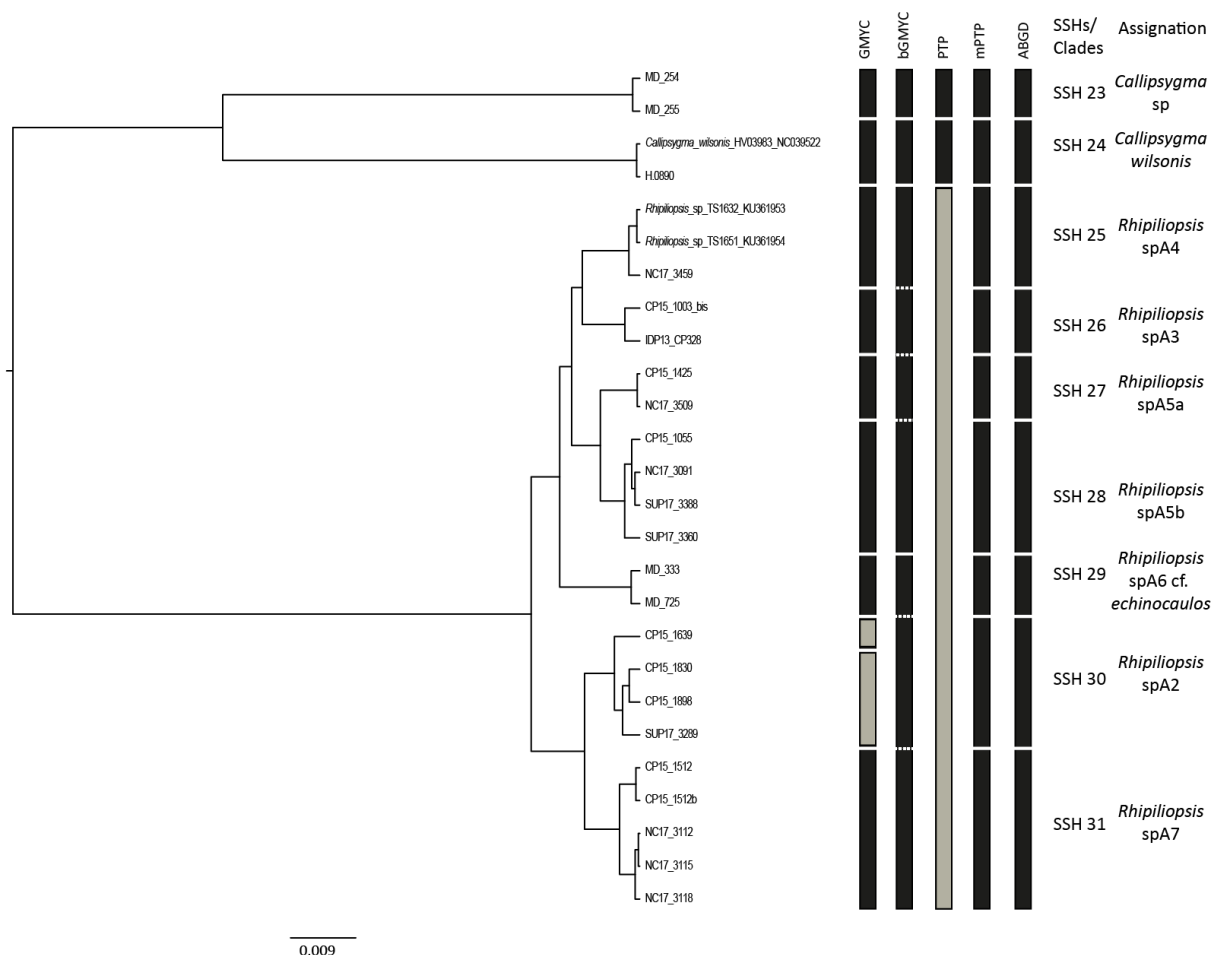 GMYC
bGMYC
PTP
mPTP
ABGD
SSHs/
Clades
Assignation
MD_254
MD_255
SSH 23
Callipsygma
sp
Callipsygma_wilsonis_HV03983_NC039522
H.0890
SSH 24
Callipsygma
wilsonis
Rhipiliopsis_sp_TS1632_KU361953
Rhipiliopsis_sp_TS1651_KU361954
NC17_3459
SSH 25
Rhipiliopsis
spA4
CP15_1003_bis
IDP13_CP328
SSH 26
Rhipiliopsis
spA3
CP15_1425
NC17_3509
SSH 27
Rhipiliopsis
spA5a
CP15_1055
NC17_3091
SUP17_3388
SUP17_3360
SSH 28
Rhipiliopsis
spA5b
MD_333
MD_725
SSH 29
Rhipiliopsis
spA6 cf.
echinocaulos
CP15_1639
CP15_1830
CP15_1898
SUP17_3289
SSH 30
Rhipiliopsis
spA2
CP15_1512
CP15_1512b
NC17_3112
NC17_3115
NC17_3118
SSH 31
Rhipiliopsis
spA7
0.009